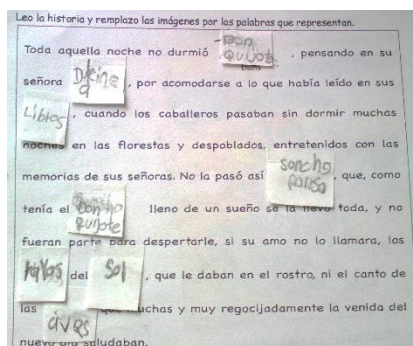 Leo la historia y remplazo las imágenes por las palabras que representan.
Toda aquella noche no durmió Don Quijote, pensando en su
señora, por acomodarse a lo que había leído en sus
Libros, cuando los caballeros pasaban sin dormir muchas
noches en las florestas y despoblados, entretenidos con las
memorias de sus señoras. No la pasó así sancho panza, que, como
tenía el quijote lleno de un sueño se la llevó toda, y no
fueran parte para despertarle, si su amo no lo llamara, los
rayos del Sol, que le daban en el rostro, ni el canto de
las aves que muchas y muy regocijadamente la venida del
nuevo día saludaban.